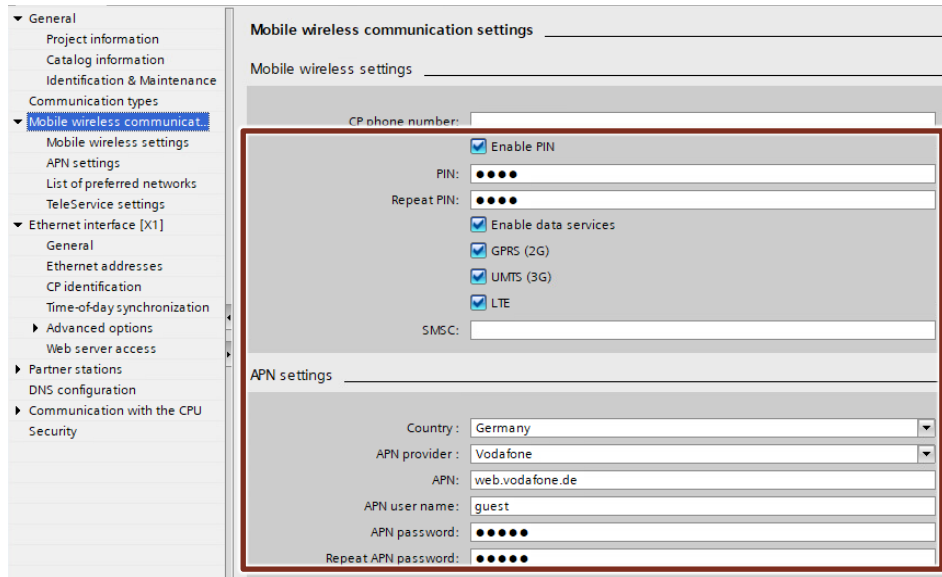 General
Project information
Catalog information
Identification & Maintenance
Communication types
Mobile wireless communicat...
Mobile wireless settings
APN settings
List of preferred networks
TeleService settings
Ethernet interface [X1]
General
Ethernet addresses
CP identification
Time-of-day synchronization
Advanced options
Web server access
Partner stations
DNS configuration
Communication with the CPU
Security
Mobile wireless communication settings
Mobile wireless settings
CP phone number:
Enable PIN
PIN: ●●●●
Repeat PIN: ●●●●
Enable data services
GPRS (2G)
UMTS (3G)
LTE
SMSC:
APN settings
Country: Germany
APN provider: Vodafone
APN: web.vodafone.de
APN user name: guest
APN password: ●●●●●
Repeat APN password: ●●●●●